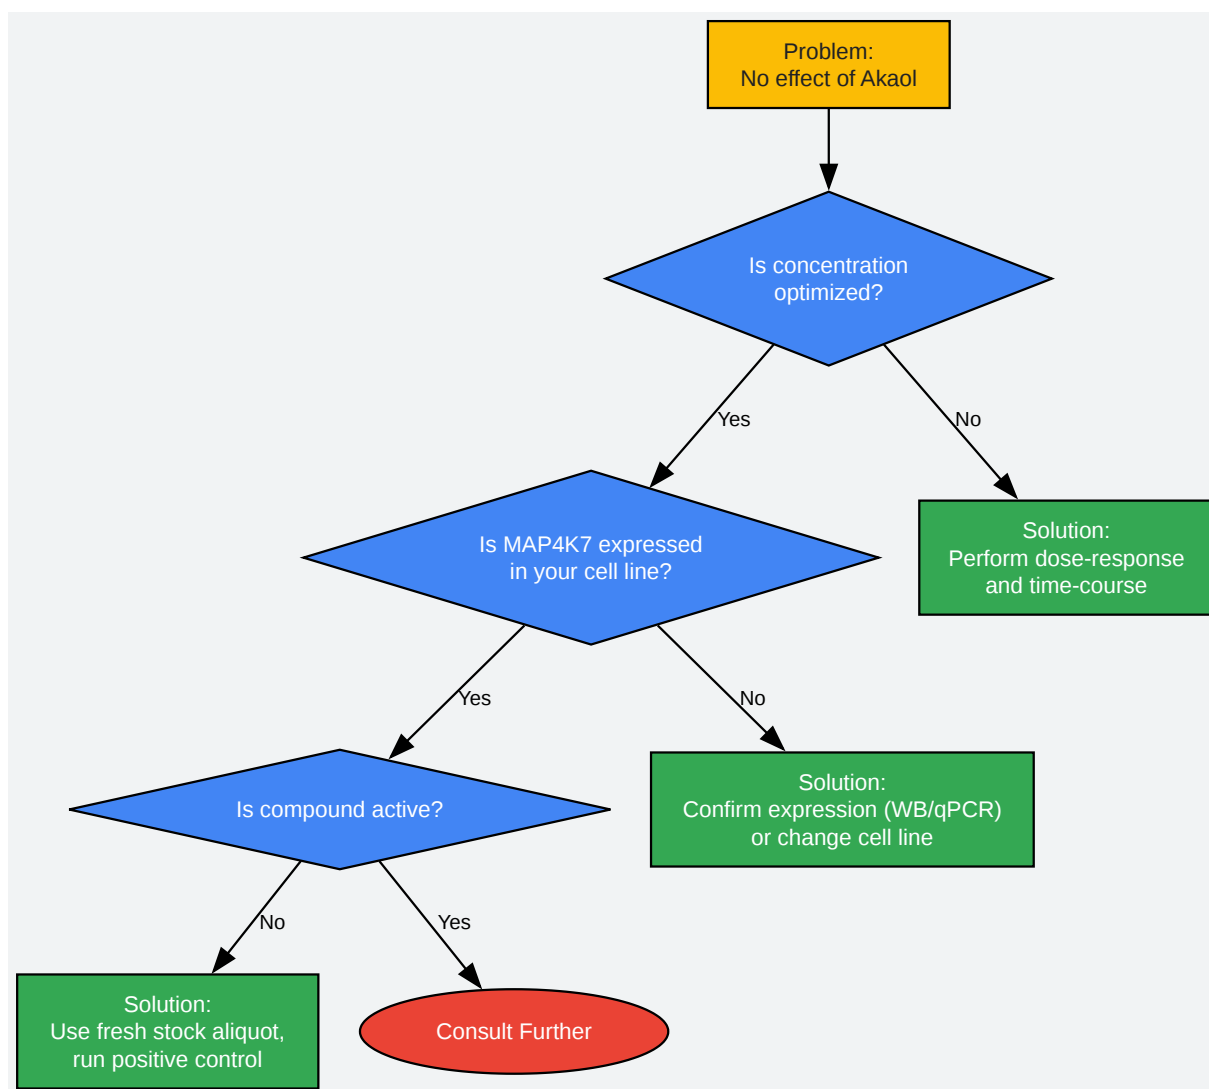 Problem:
No effect of Akaol
Is concentration
optimized?
Yes
No
Is MAP4K7 expressed
in your cell line?
Solution:
Perform dose-response
and time-course
Yes
No
Is compound active?
Solution:
Confirm expression (WB/qPCR)
or change cell line
No
Yes
Solution:
Use fresh stock aliquot,
run positive control
Consult Further